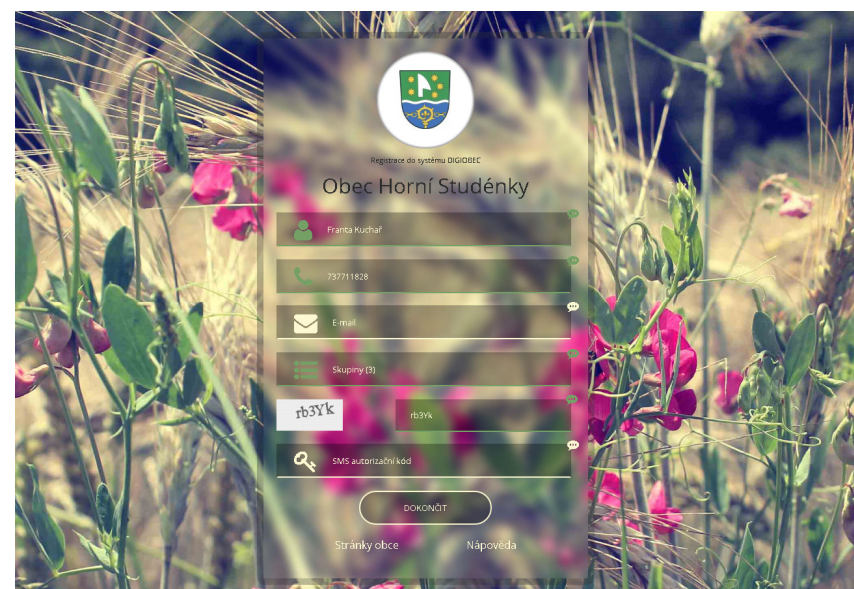 Registrace do systému DIGIOBEC
Obec Horní Studénky
Franta Kuchař
737711828
E-mail
Skupiny (3)
rb3Yk
rb3Yk
SMS autorizační kód
DOKONČIT
Stránky obce
Nápověda